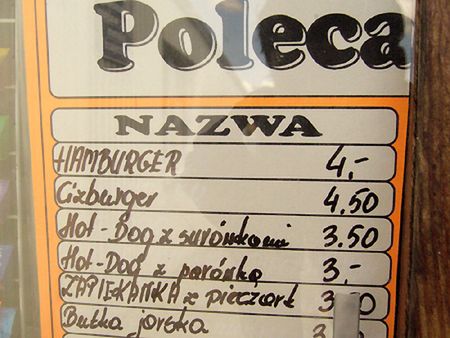 Poleca
NAZWA
HAMBURGER 4,-
Cizburger 4.50
Hot-Dog z surówkami 3.50
Hot-Dog z parówką 3,-
ZAPIEKANKA z pieczark
Bułka jorska